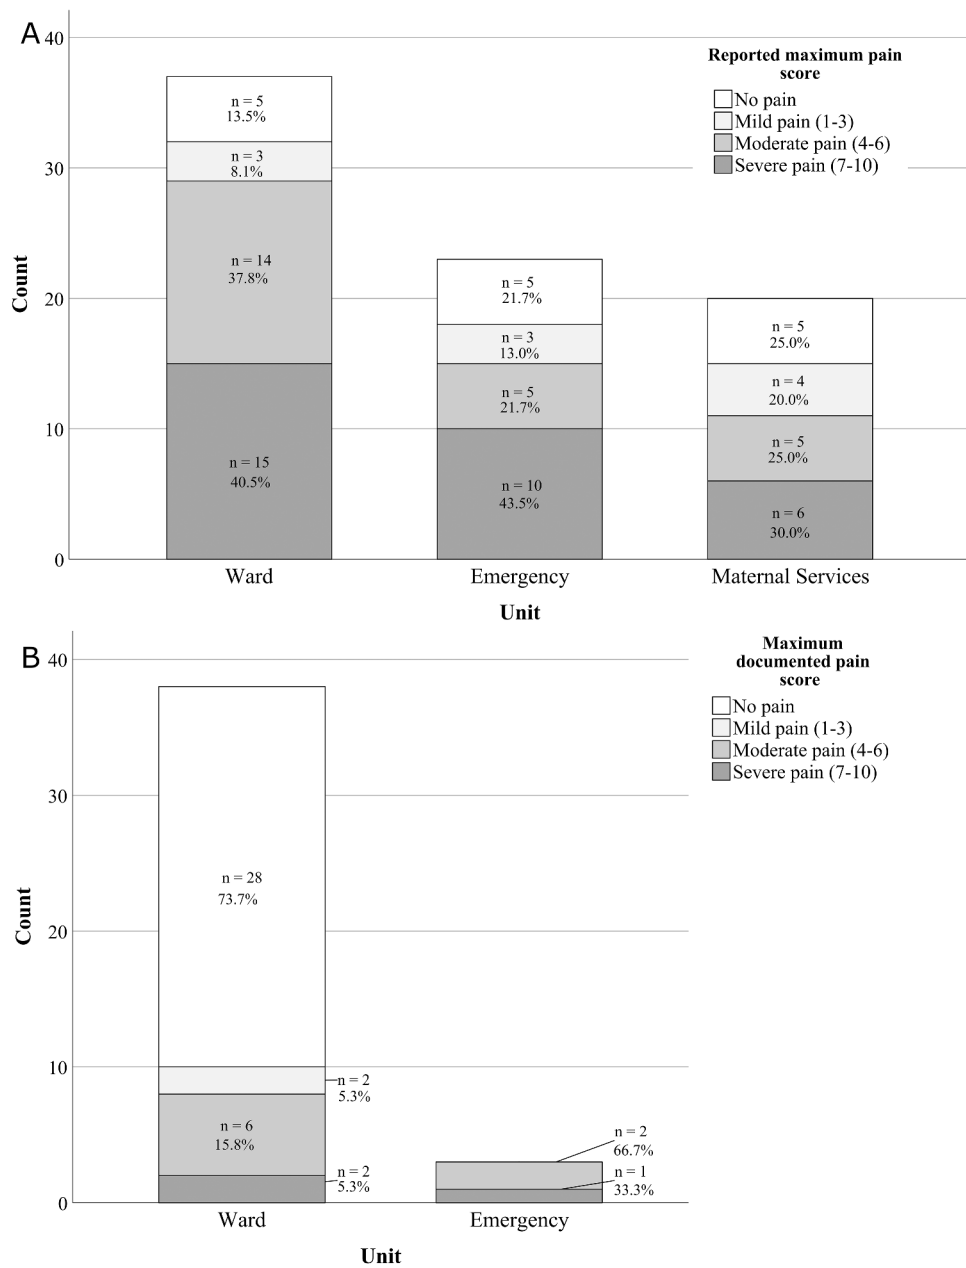 A
Reported maximum pain
score
No pain
Mild pain (1-3)
Moderate pain (4-6)
Severe pain (7-10)
40
30
20
10
0
Count
n = 5
13.5%
n = 3
8.1%
n = 14
37.8%
n = 15
40.5%
n = 5
21.7%
n = 3
13.0%
n = 5
21.7%
n = 10
43.5%
n = 5
25.0%
n = 4
20.0%
n = 5
25.0%
n = 6
30.0%
Ward
Emergency
Maternal Services
Unit
B
Maximum
documented pain
score
No pain
Mild pain (1-3)
Moderate pain (4-6)
Severe pain (7-10)
40
30
20
10
0
Count
n = 28
73.7%
n = 2
5.3%
n = 6
15.8%
n = 2
5.3%
n = 2
66.7%
n = 1
33.3%
Ward
Emergency
Unit